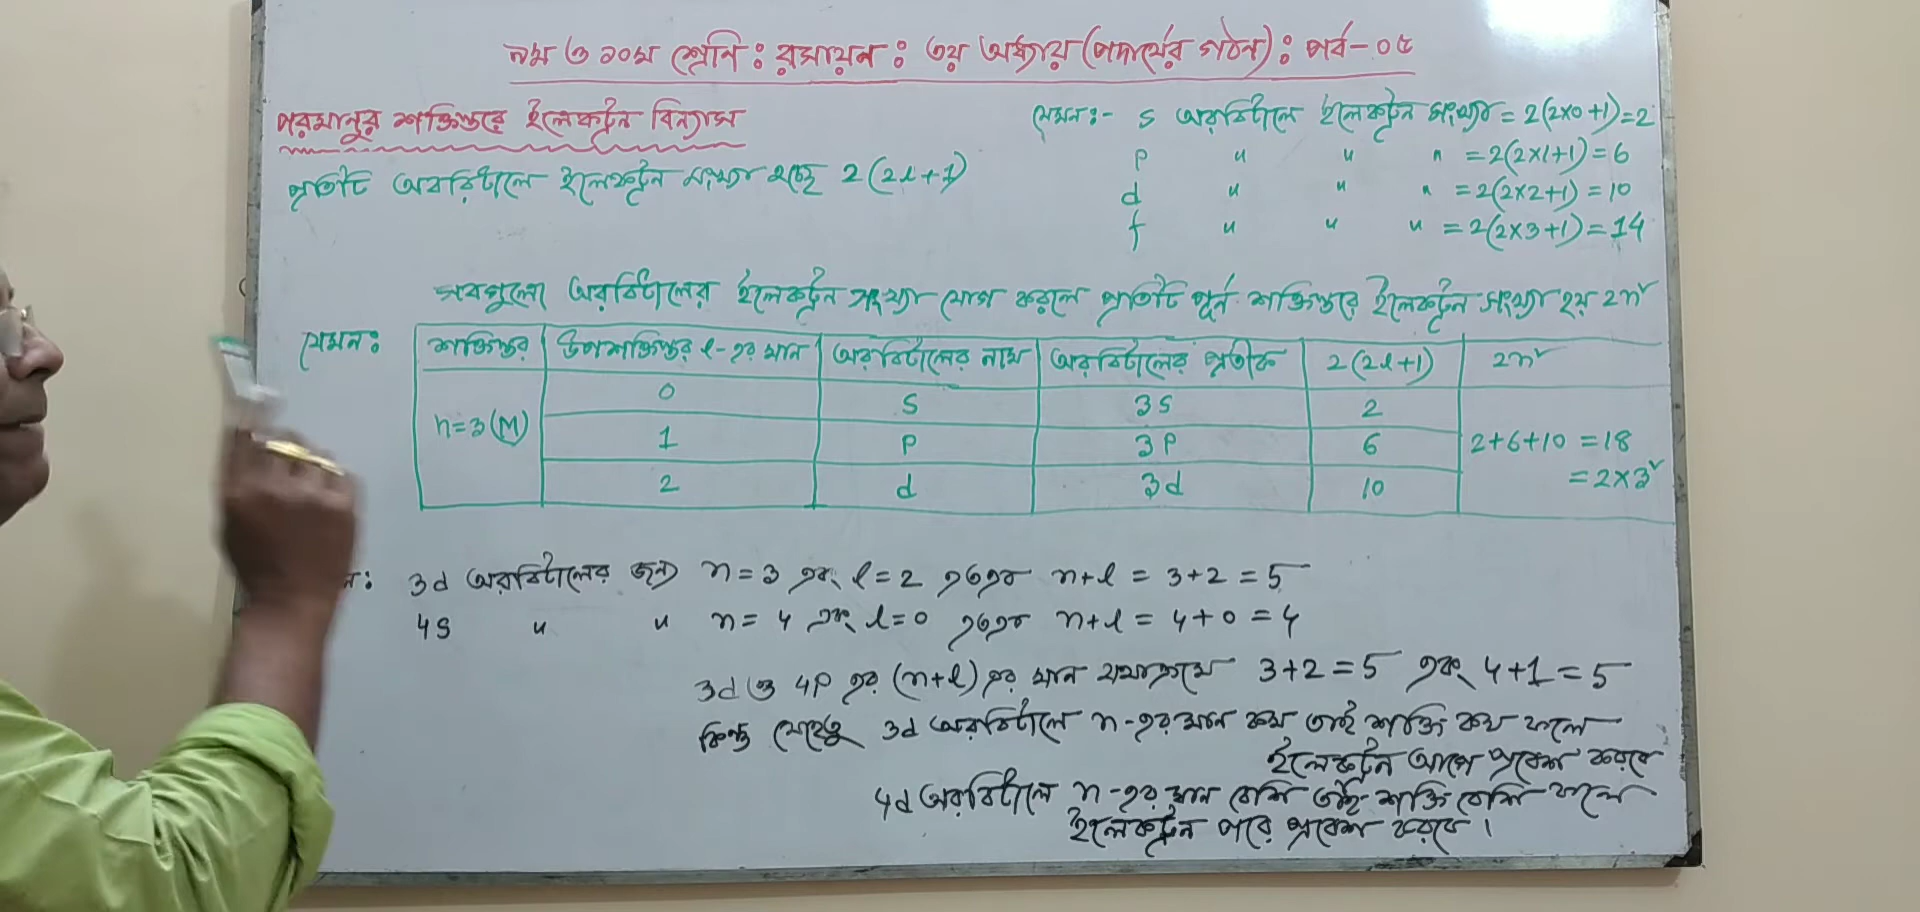 ৯ম ও ১০ম শ্রেনি : রসায়ন : ৩য় অধ্যায় (পদার্থের গঠন) : পর্ব - ০৫
পরমানুর শক্তিস্তরে ইলেকট্রন বিন্যাস
প্রতিটি অরবিটালে ইলেকট্রন সংখ্যা হচ্ছে 2(2l+1)
যেমন :- s অরবিটালে ইলেকট্রন সংখ্যা = 2(2×0+1)=2
p " " " =2(2×1+1)=6
d " " " =2(2×2+1)=10
f " " " =2(2×3+1)=14
সবগুলো অরবিটালের ইলেকট্রন সংখ্যা যোগ করলে প্রতিটি পূর্ন শক্তিস্তরে ইলেকট্রন সংখ্যা হয় 2n²
যেমন :
শক্তিস্তর উপশক্তিস্তর l-এর মান অরবিটালের নাম অরবিটালের প্রতীক 2(2l+1) 2n²
n=3(M) 0 s 3s 2
1 p 3p 6 2+6+10 =18
2 d 3d 10 =2×3²
3d অরবিটালের জন্য n=3 এবং l=2 অতএব n+l = 3+2 =5
4s " " n=4 এবং l=0 অতএব n+l = 4+0 =4
3d ও 4p এর (n+l) এর মান যথাক্রমে 3+2=5 এবং 4+1=5
কিন্তু যেহেতু 3d অরবিটালে n-এর মান কম তাই শক্তি কম ফলে
ইলেকট্রন আগে প্রবেশ করবে
4d অরবিটালে n-এর মান বেশি তাই শক্তি বেশি ফলে
ইলেকট্রন পরে প্রবেশ করবে।